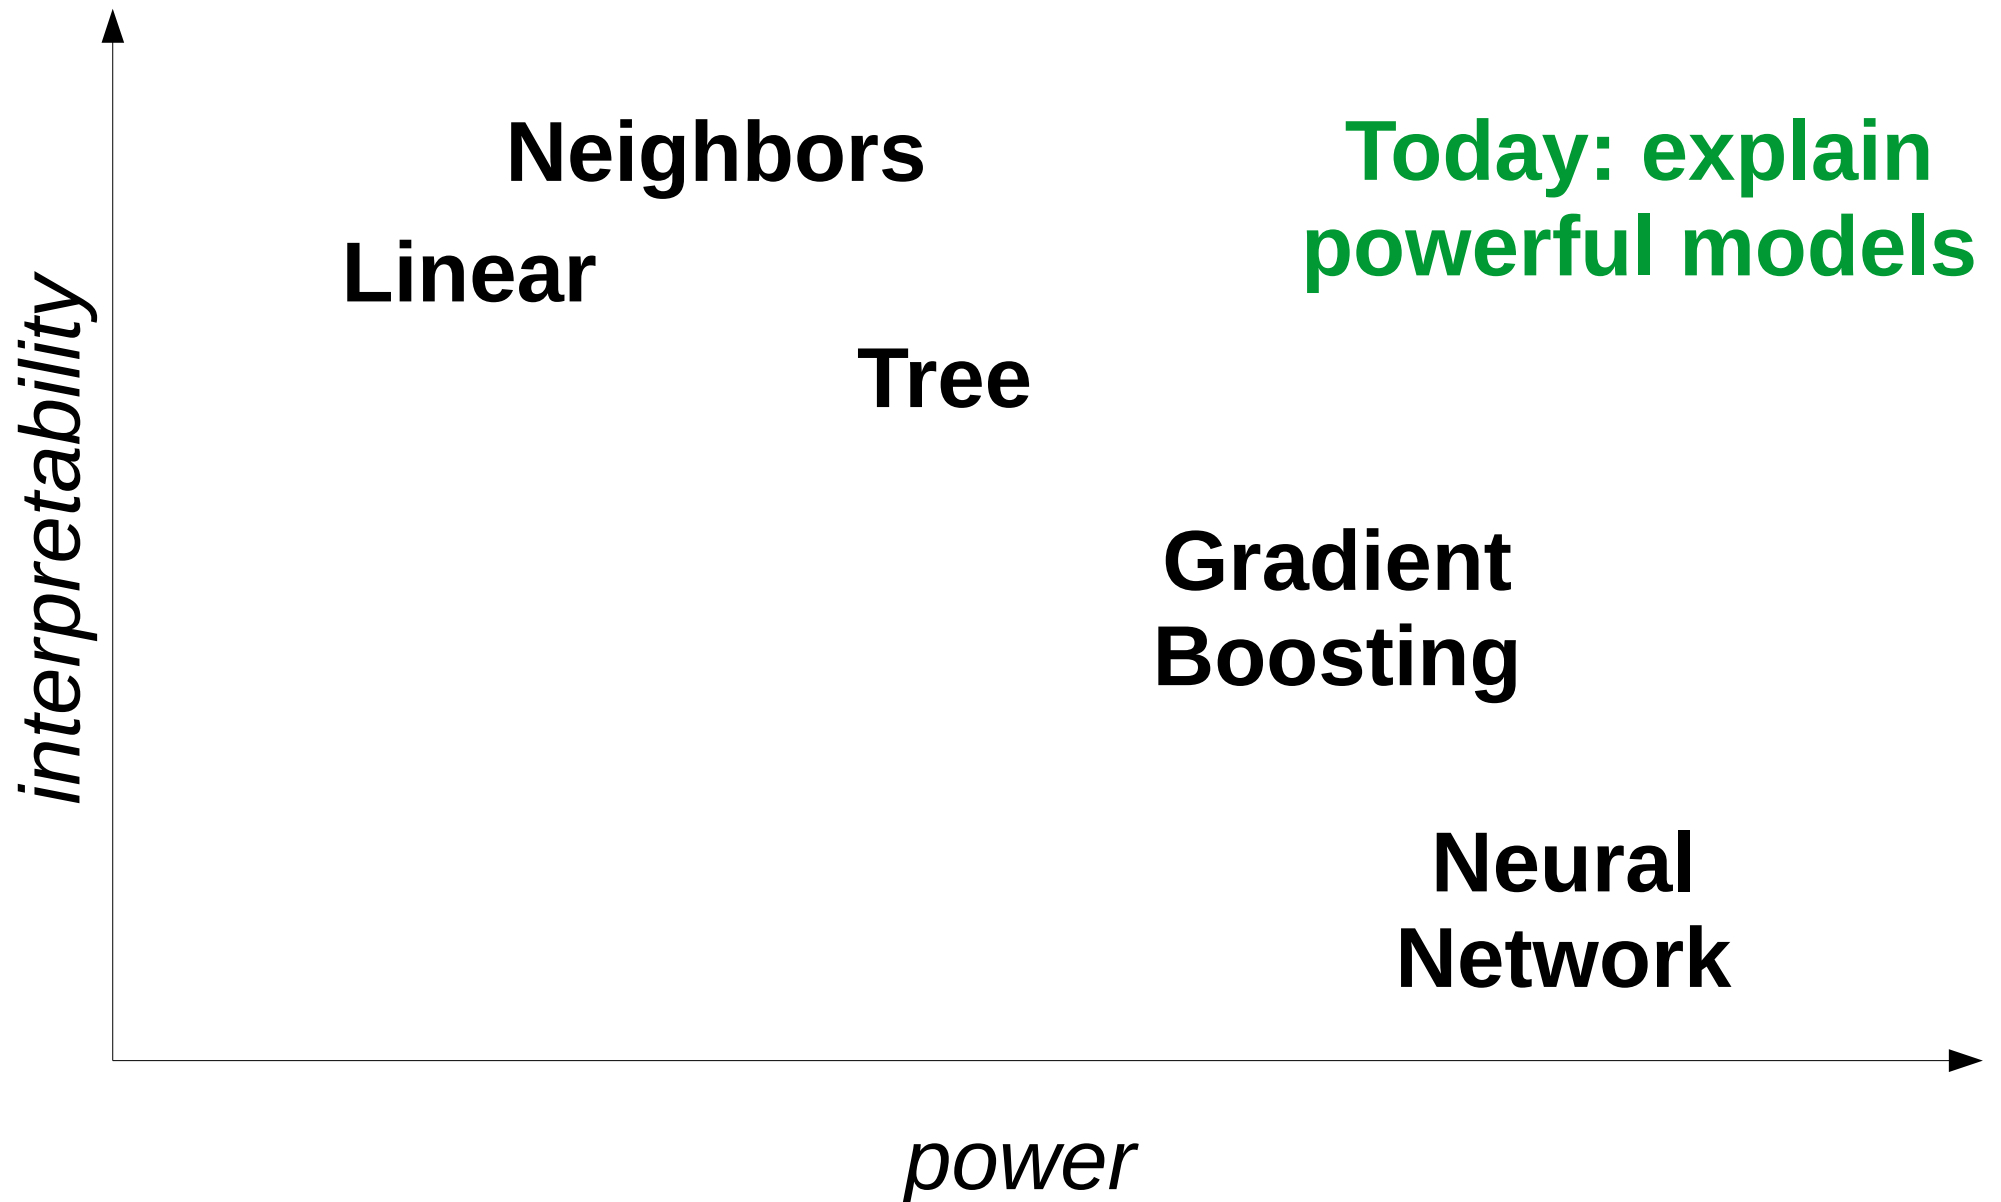 Neighbors
Today: explain
powerful models
Linear
Tree
interpretability
Gradient
Boosting
Neural
Network
power